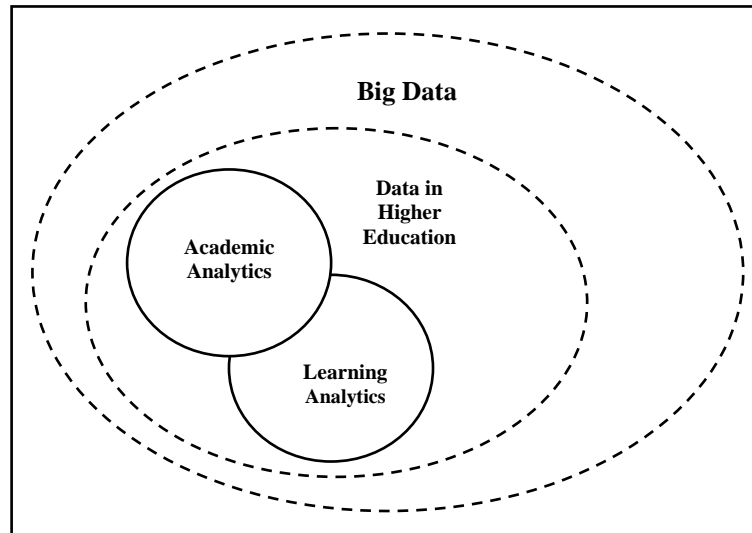 Big Data
Data in
Higher
Education
Academic
Analytics
Learning
Analytics